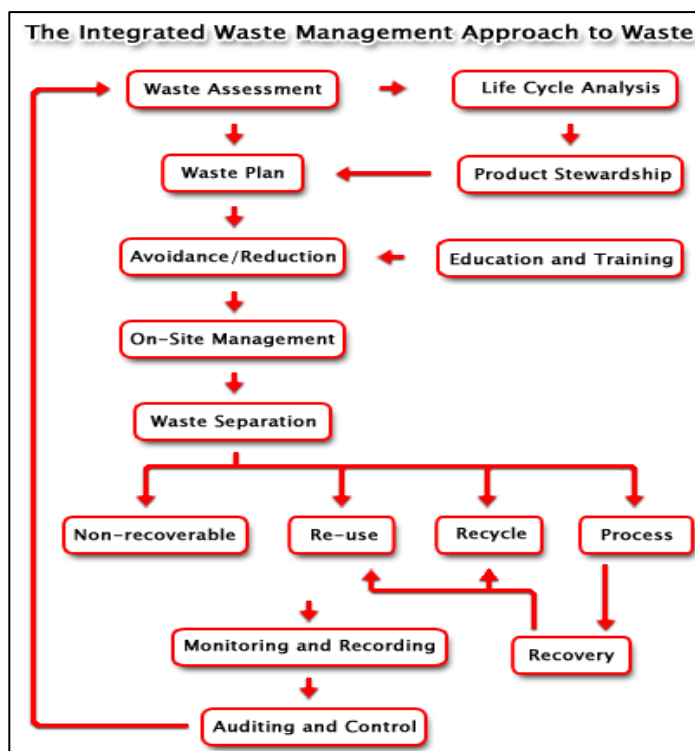 The Integrated Waste Management Approach to Waste
Waste Assessment
Life Cycle Analysis
Waste Plan
Product Stewardship
Avoidance/Reduction
Education and Training
On-Site Management
Waste Separation
Non-recoverable
Re-use
Recycle
Process
Monitoring and Recording
Recovery
Auditing and Control